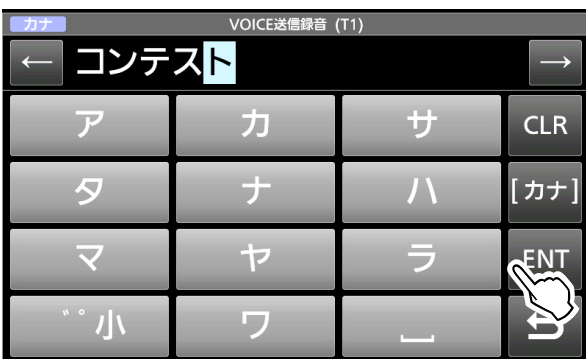 カナ VOICE送信録音 (T1)
← コンテスト →
ア カ サ CLR
タ ナ ハ [カナ]
マ ヤ ラ ENT
゛゜小 ワ ␣